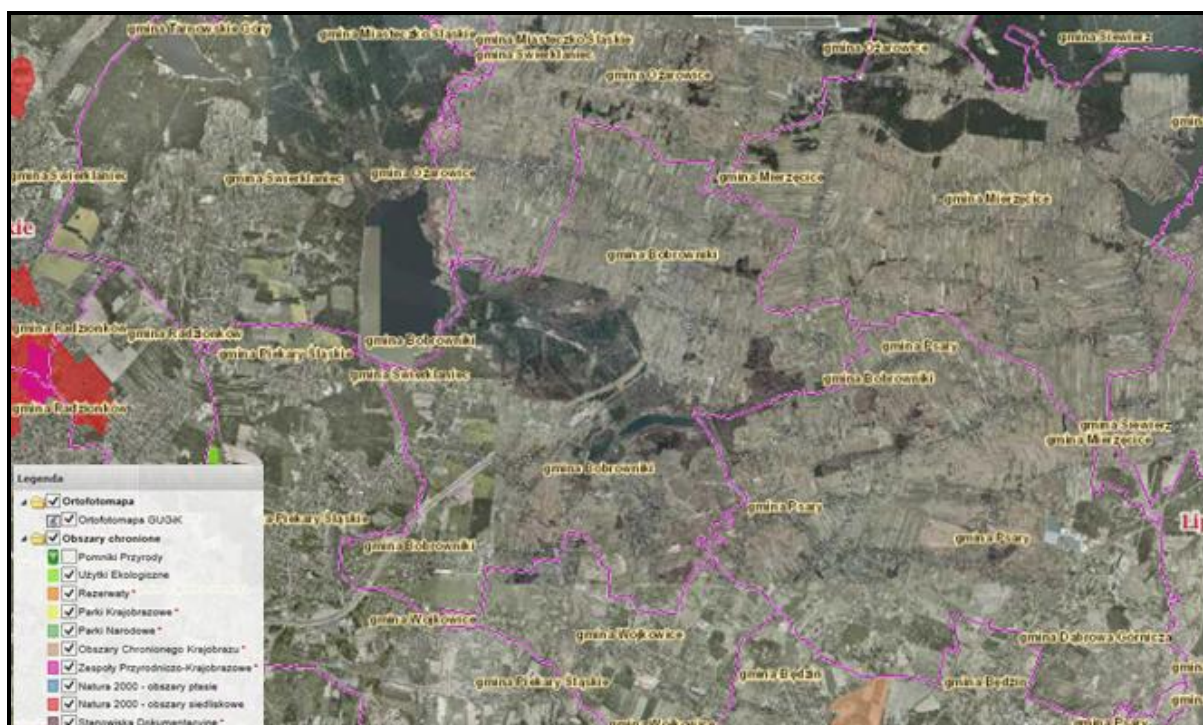 gmina Tarnowskie Góry
gmina Miasteczko Śląskie
gmina Miasteczko Śląskie
gmina Świerklaniec
gmina Ożarowice
gmina Ożarowice
gmina Siewierz
gmina Świerklaniec
gmina Świerklaniec
gmina Ożarowice
gmina Mierzęcice
gmina Mierzęcice
kie
gmina Bobrowniki
gmina Radzionków
gmina Radzionków
gmina Piekary Śląskie
gmina Bobrowniki
gmina Świerklaniec
gmina Psary
gmina Bobrowniki
gmina Radzionków
gmina Siewierz
gmina Mierzęcice
gmina Bobrowniki
gmina Psary
a Piekary Śląskie
gmina Bobrowniki
gmina Psary
Lip
gmina Wojkowice
gmina Wojkowice
gmina Dąbrowa Górnicza
gmina Piekary Śląskie
gmina Będzin
gmina Będzin
gmina Wojkowice
Legenda
Ortofotomapa
Ortofotomapa GUGiK
Obszary chronione
Pomniki Przyrody
Użytki Ekologiczne
Rezerwaty *
Parki Krajobrazowe *
Parki Narodowe *
Obszary Chronionego Krajobrazu *
Zespoły Przyrodniczo-Krajobrazowe *
Natura 2000 - obszary ptasie
Natura 2000 - obszary siedliskowe
Stanowiska Dokumentacyjne *